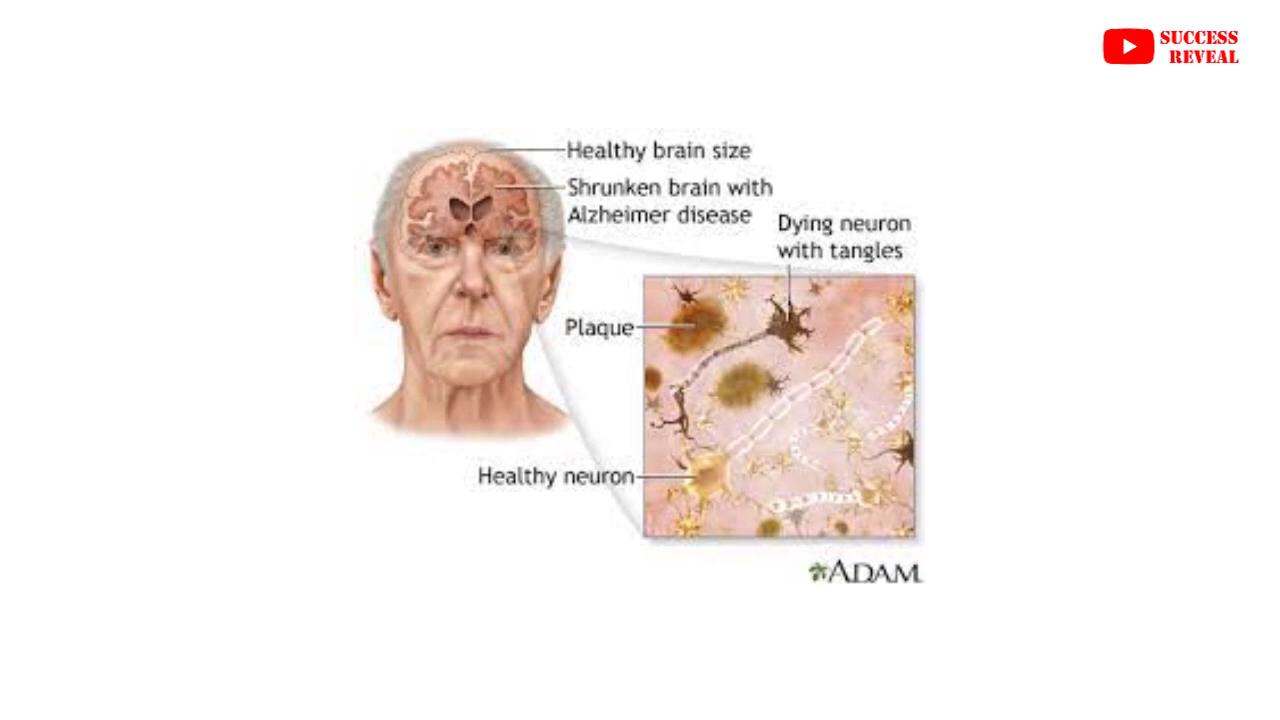 SUCCESS
REVEAL
Healthy brain size
Shrunken brain with
Alzheimer disease
Dying neuron
with tangles
Plaque
Healthy neuron
ADAM.